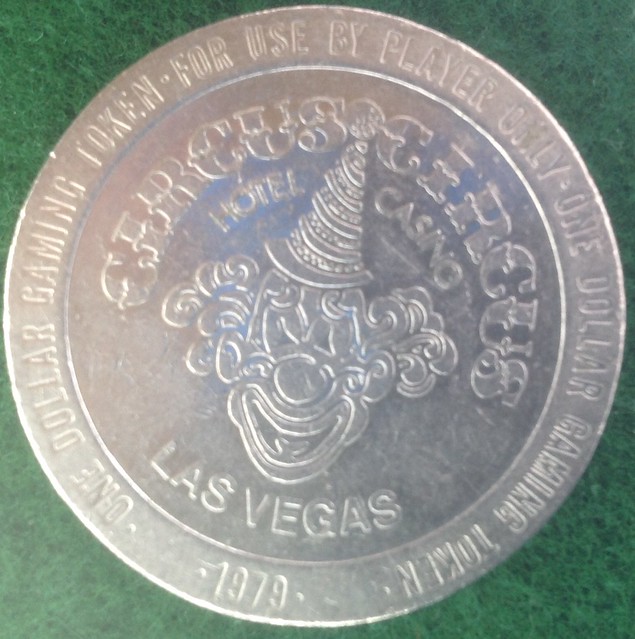 ·ONE DOLLAR GAMING TOKEN·FOR USE BY PLAYER ONLY·ONE DOLLAR GAMING TOKEN·
CIRCUS CIRCUS
HOTEL CASINO
LAS VEGAS
·1979·